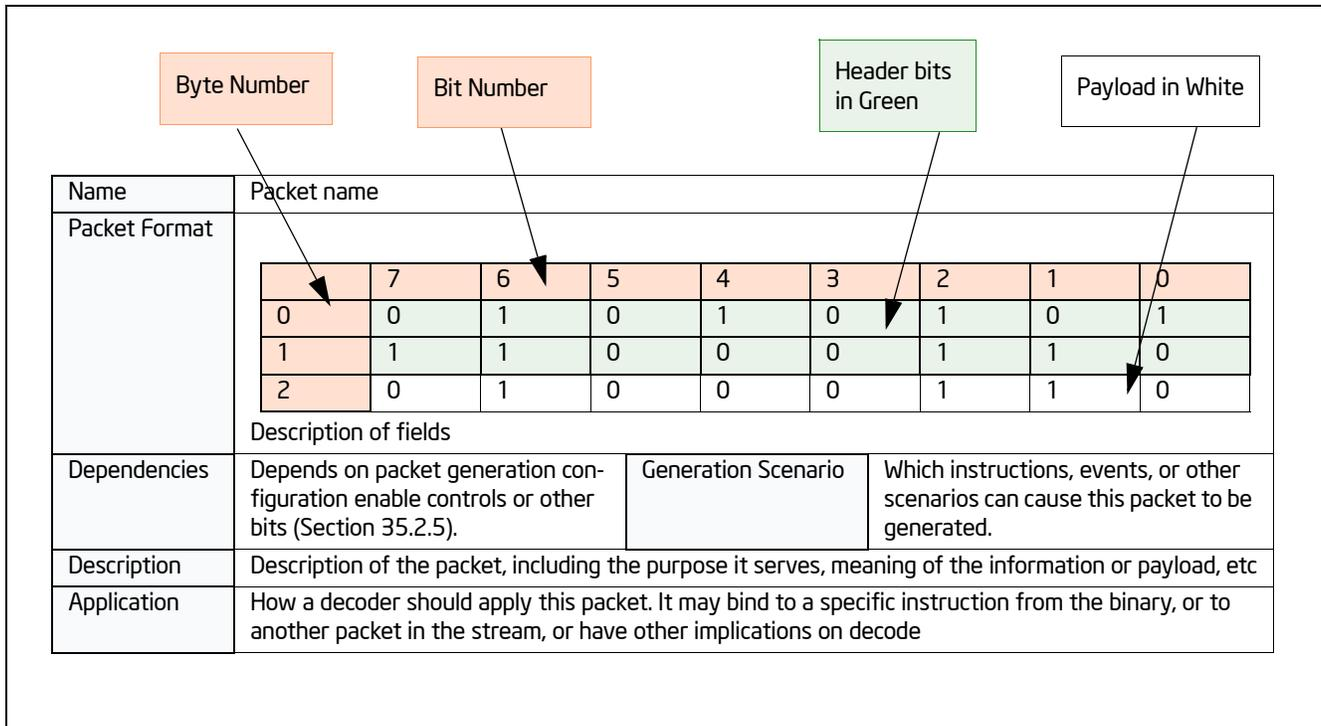 Byte Number
Bit Number
Header bits
in Green
Payload in White
Name
Packet name
Packet Format
7 6 5 4 3 2 1 0
0 0 1 0 1 0 1 0 1
1 1 1 0 0 0 1 1 0
2 0 1 0 0 0 1 1 0
Description of fields
Dependencies
Depends on packet generation con-
figuration enable controls or other
bits (Section 35.2.5).
Generation Scenario
Which instructions, events, or other
scenarios can cause this packet to be
generated.
Description
Description of the packet, including the purpose it serves, meaning of the information or payload, etc
Application
How a decoder should apply this packet. It may bind to a specific instruction from the binary, or to
another packet in the stream, or have other implications on decode